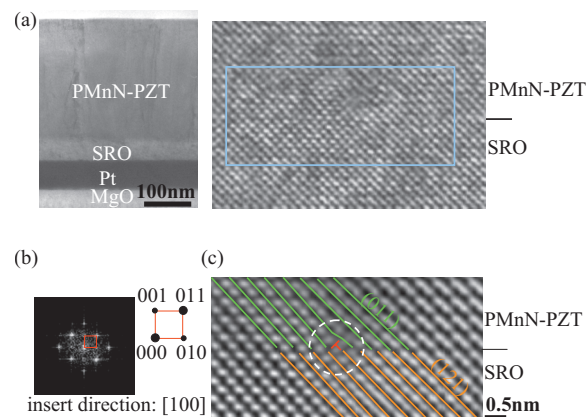 (a)
PMnN-PZT
SRO
Pt
MgO
100nm
PMnN-PZT
SRO
(b)
001 011
000 010
insert direction: [100]
(c)
PMnN-PZT
SRO
0.5nm